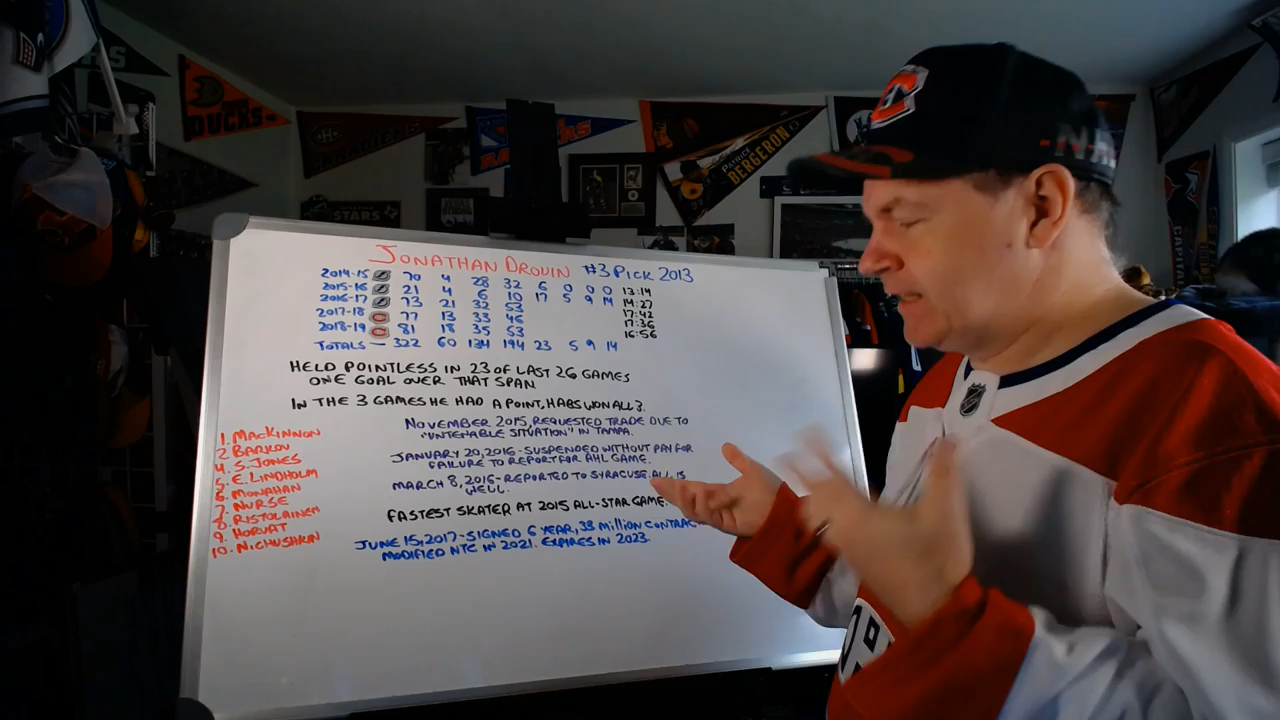 DUCKS
CANADIENS
STARS
PATRICE
BERGERON
CAPITALS
JONATHAN DROUIN #3 PICK 2013
2014-15 70 4 28 32 6 0 0 0 13:14
2015-16 21 4 6 10 17 5 9 14 14:27
2016-17 73 21 32 53 17:42
2017-18 77 13 33 46 17:36
2018-19 81 18 35 53 16:56
TOTALS — 322 60 134 194 23 5 9 14
HELD POINTLESS IN 23 OF LAST 26 GAMES
ONE GOAL OVER THAT SPAN
IN THE 3 GAMES HE HAD A POINT, HABS WON ALL 3.
NOVEMBER 2015, REQUESTED TRADE DUE TO
"UNTENABLE SITUATION" IN TAMPA.
JANUARY 20, 2016 - SUSPENDED WITHOUT PAY FOR
FAILURE TO REPORT FOR AHL GAME.
MARCH 8, 2016 - REPORTED TO SYRACUSE. ALL IS
WELL.
FASTEST SKATER AT 2015 ALL-STAR GAME.
JUNE 15, 2017 - SIGNED 6 YEAR, 33 MILLION CONTRAC
MODIFIED NTC IN 2021. EXPIRES IN 2023.
1. MACKINNON
2. BARKOV
4. S. JONES
5. E. LINDHOLM
6. MONAHAN
7. NURSE
8. RISTOLAINEN
9. HORVAT
10. NICHUSHKIN